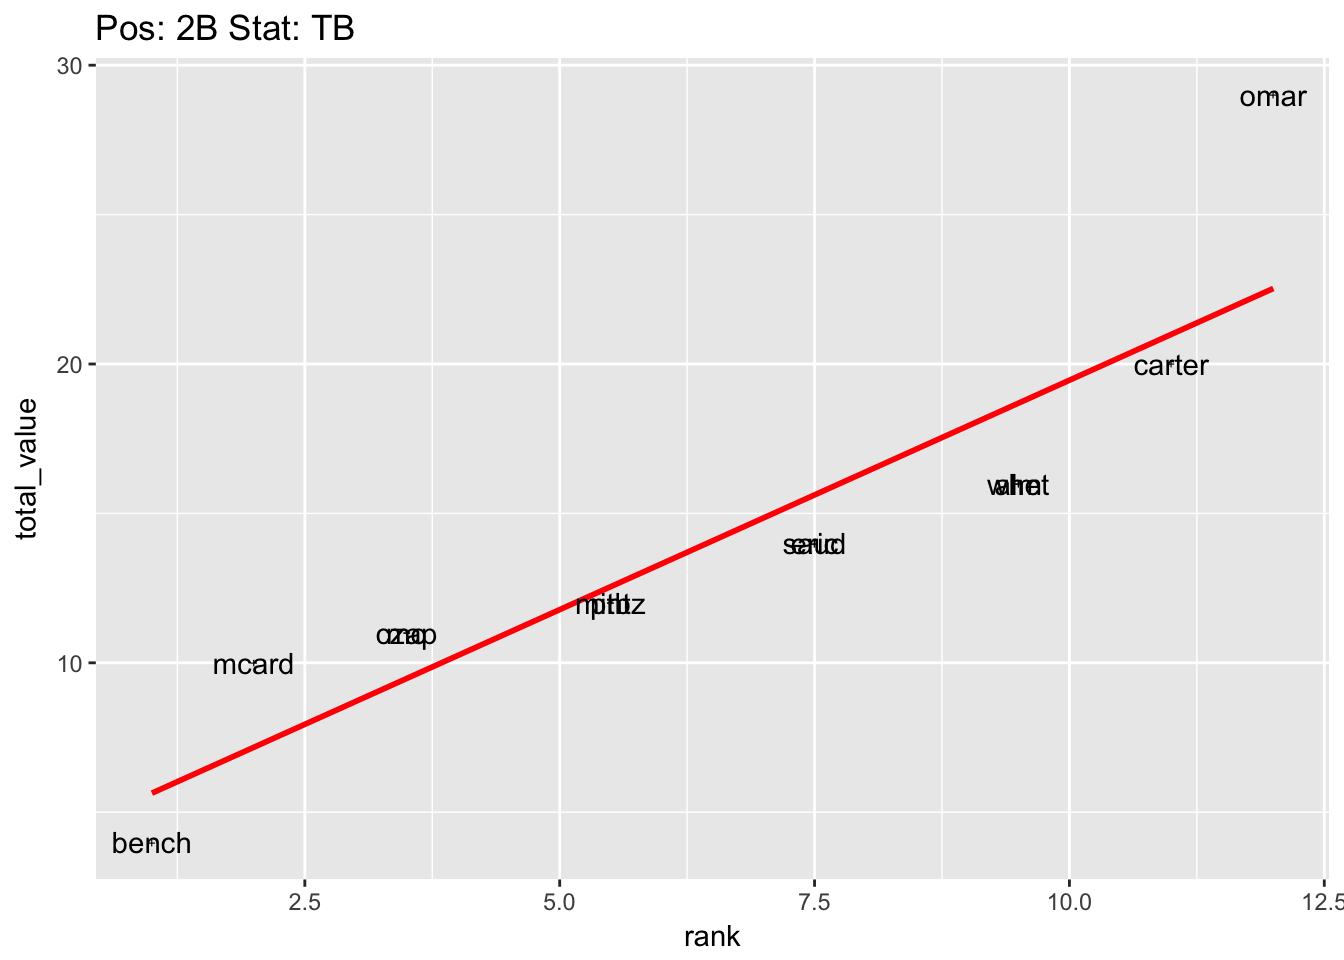 Pos: 2B Stat: TB
30
omar
20
carter
total_value
10
mcard
bench
2.5 5.0 7.5 10.0 12.5
rank